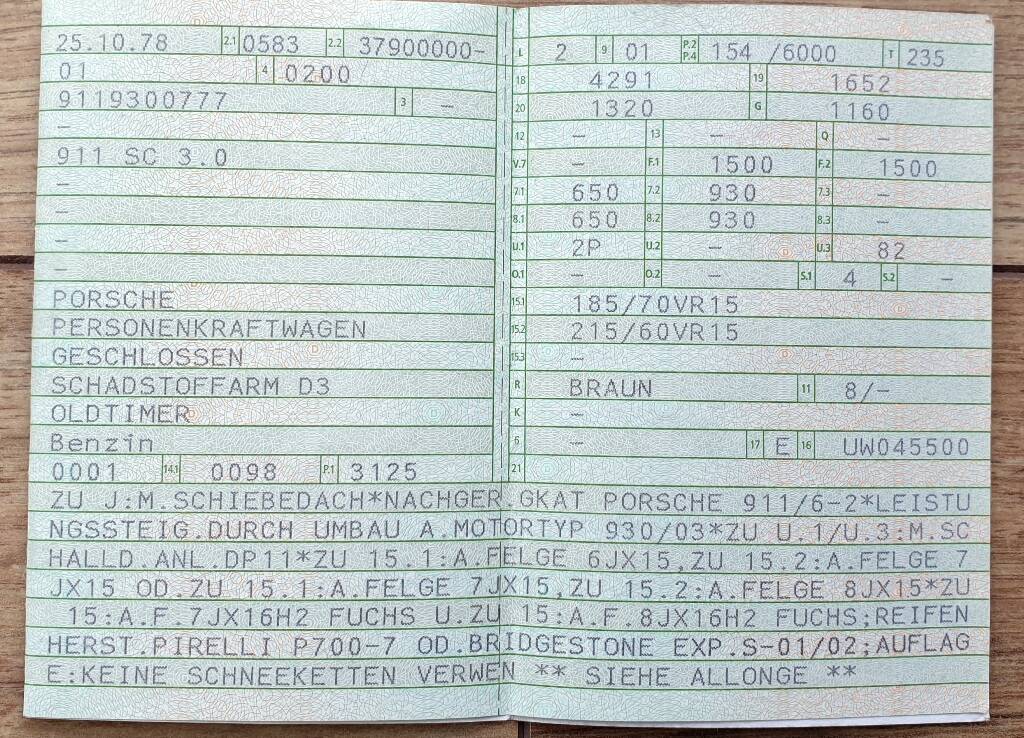 25.10.78 2.1 0583 2.2 37900000-
01 4 0200
9119300777 3 –
–
911 SC 3.0
–
–
–
–
PORSCHE
PERSONENKRAFTWAGEN
GESCHLOSSEN
SCHADSTOFFARM D3
OLDTIMER
Benzin
0001 14.1 0098 P.1 3125
L 2 9 01 P.2 P.4 154 /6000 T 235
18 4291 19 1652
20 1320 G 1160
12 – 13 – Q –
V.7 – F.1 1500 F.2 1500
7.1 650 7.2 930 7.3 –
8.1 650 8.2 930 8.3 –
U.1 2P U.2 – U.3 82
O.1 – O.2 – S.1 4 S.2 –
15.1 185/70VR15
15.2 215/60VR15
15.3 –
R BRAUN 11 8/–
K –
6 – 17 E 16 UW045500
21
ZU J:M.SCHIEBEDACH*NACHGER.GKAT PORSCHE 911/6-2*LEISTU
NGSSTEIG.DURCH UMBAU A.MOTORTYP 930/03*ZU U.1/U.3:M.SC
HALLD.ANL.DP11*ZU 15.1:A.FELGE 6JX15,ZU 15.2:A.FELGE 7
JX15 OD.ZU 15.1:A.FELGE 7JX15,ZU 15.2:A.FELGE 8JX15*ZU
15:A.F.7JX16H2 FUCHS U.ZU 15:A.F.8JX16H2 FUCHS;REIFEN
HERST.PIRELLI P700-7 OD.BRIDGESTONE EXP.S-01/02;AUFLAG
E:KEINE SCHNEEKETTEN VERWEN ** SIEHE ALLONGE **